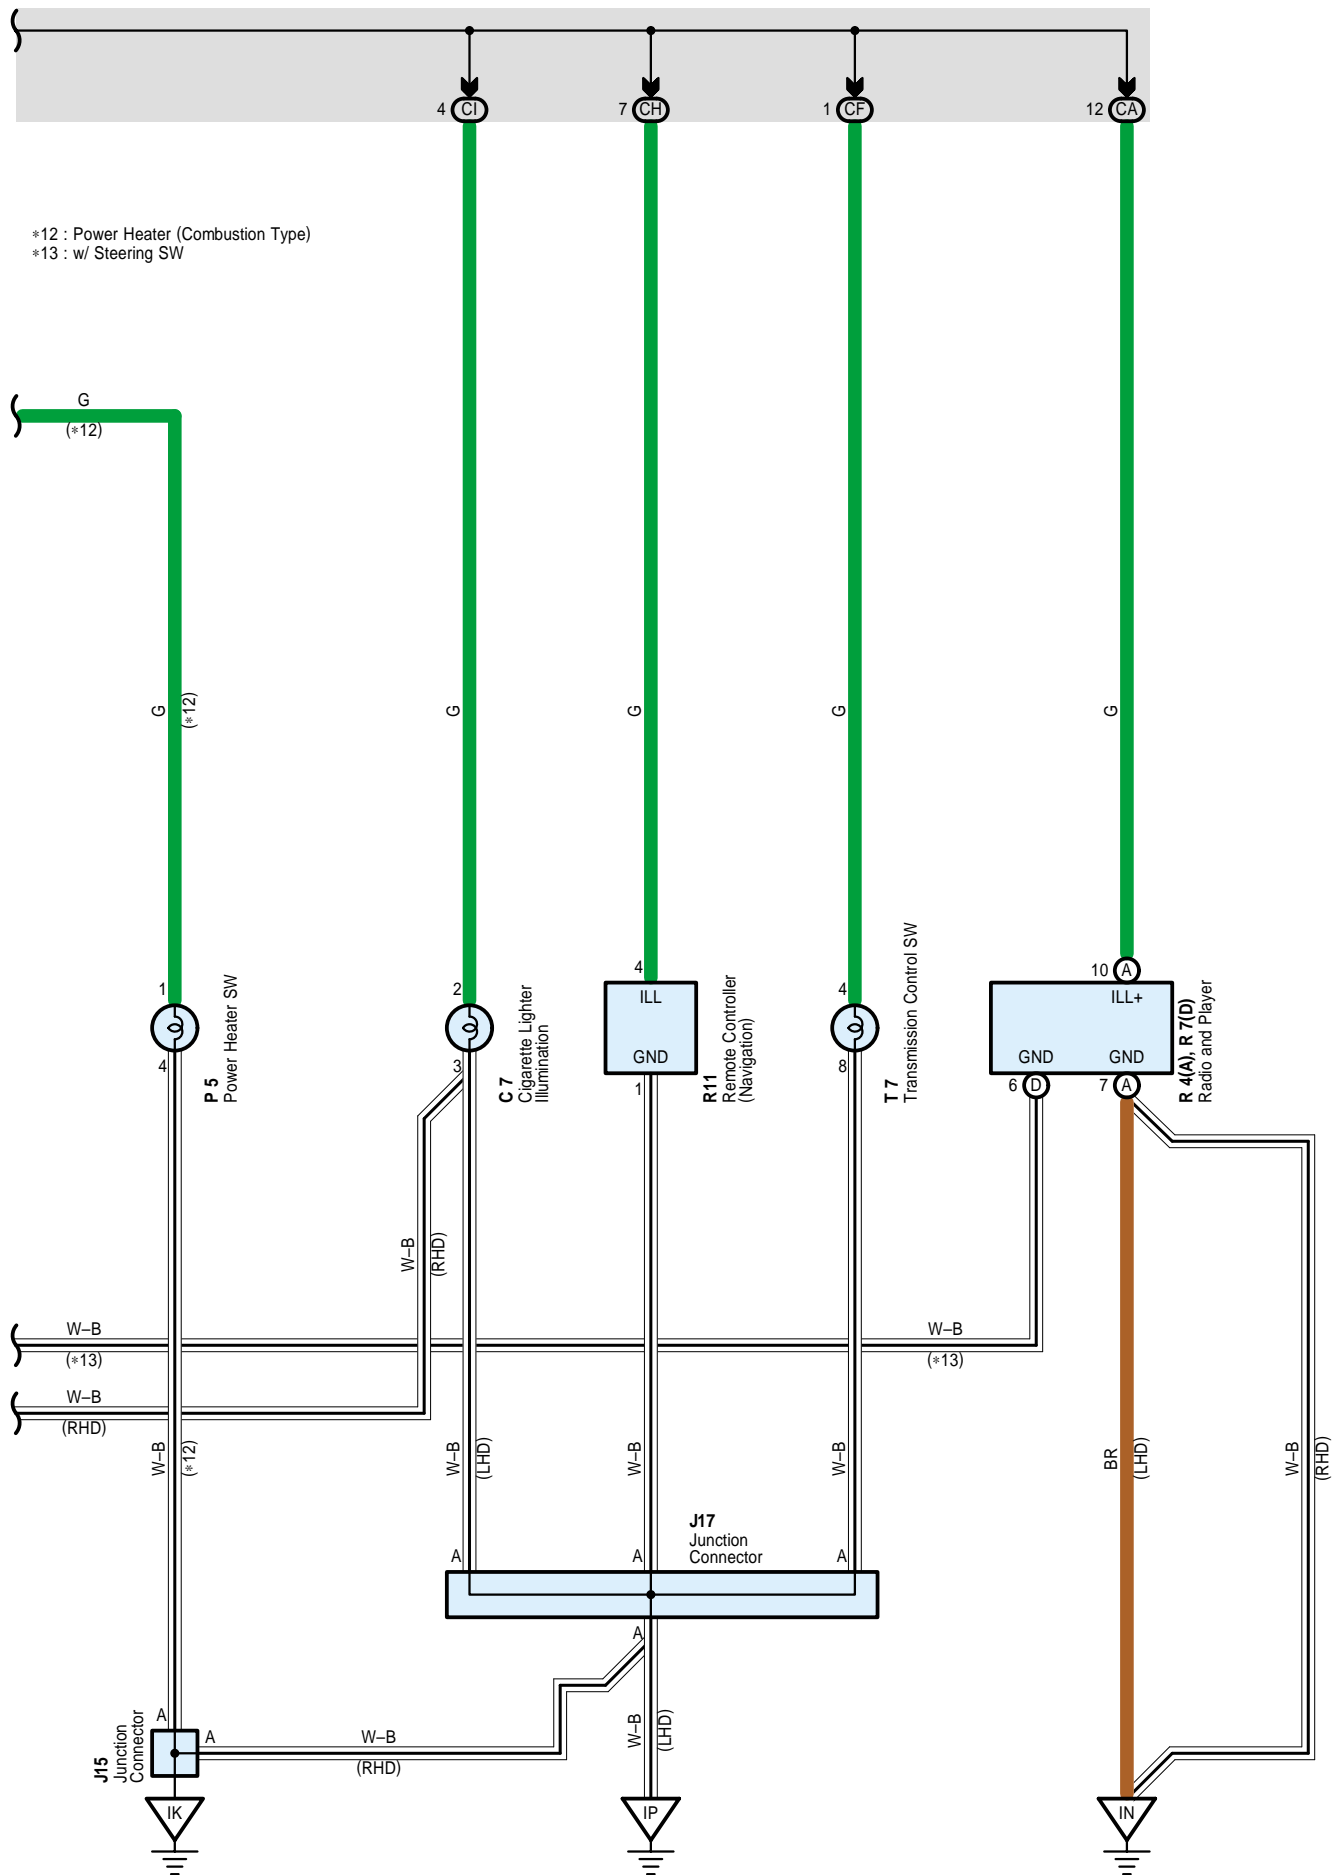 4 CI
7 CH
1 CF
12 CA
*12 : Power Heater (Combustion Type)
*13 : w/ Steering SW
G
(*12)
G
(*12)
G
G
G
G
1
4
P 5
Power Heater SW
2
3
C 7
Cigarette Lighter
Illumination
4
ILL
GND
1
R11
Remote Controller
(Navigation)
4
8
T 7
Transmission Control SW
10 A
ILL+
GND
GND
6 D
7 A
R 4(A), R 7(D)
Radio and Player
W–B
(RHD)
W–B
(*13)
W–B
(*13)
W–B
(RHD)
W–B
(*12)
W–B
(LHD)
W–B
W–B
BR
(LHD)
W–B
(RHD)
J17
Junction
Connector
A
A
A
A
W–B
(LHD)
A
A
W–B
(RHD)
J15
Junction
Connector
IK
IP
IN